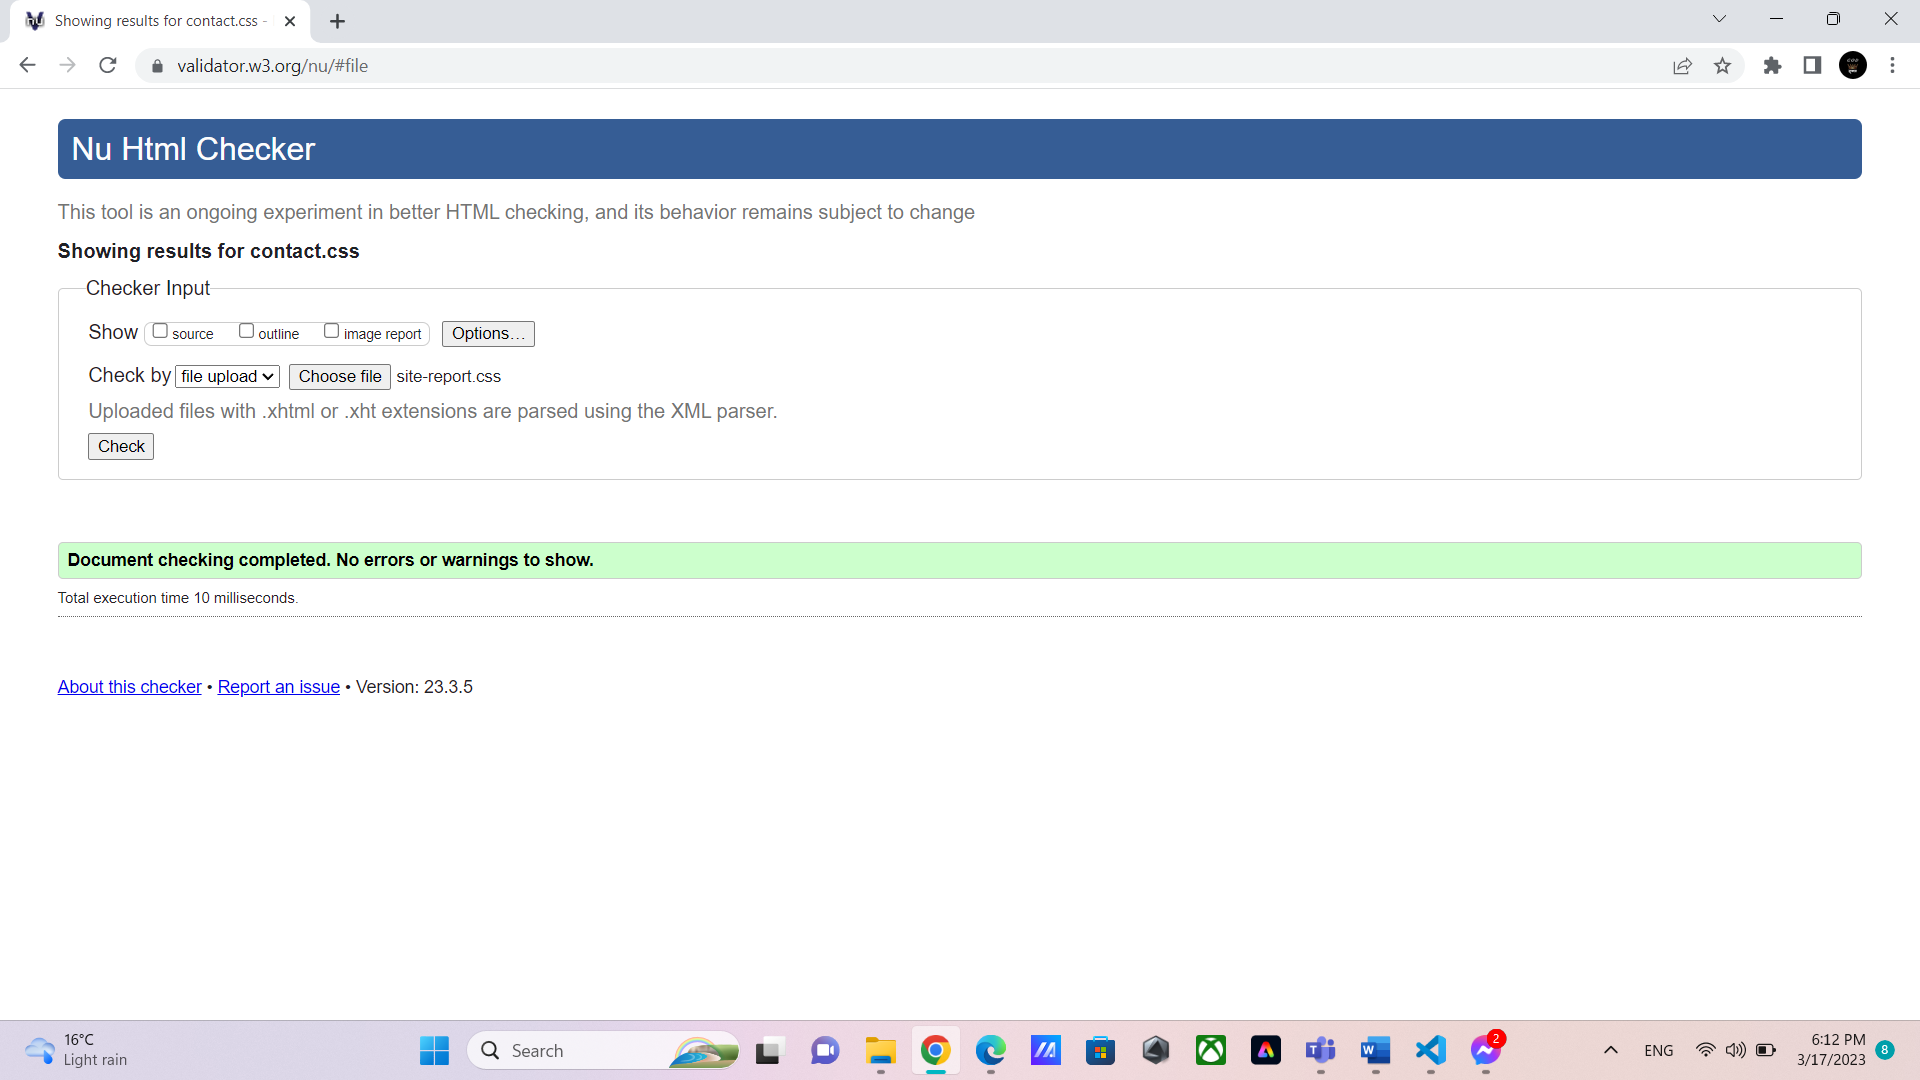 Showing results for contact.css -
validator.w3.org/nu/#file
Nu Html Checker
This tool is an ongoing experiment in better HTML checking, and its behavior remains subject to change
Showing results for contact.css
Checker Input
Show source outline image report Options…
Check by file upload Choose file site-report.css
Uploaded files with .xhtml or .xht extensions are parsed using the XML parser.
Check
Document checking completed. No errors or warnings to show.
Total execution time 10 milliseconds.
About this checker • Report an issue • Version: 23.3.5
16°C
Light rain
Search
2
ENG
6:12 PM
3/17/2023
8